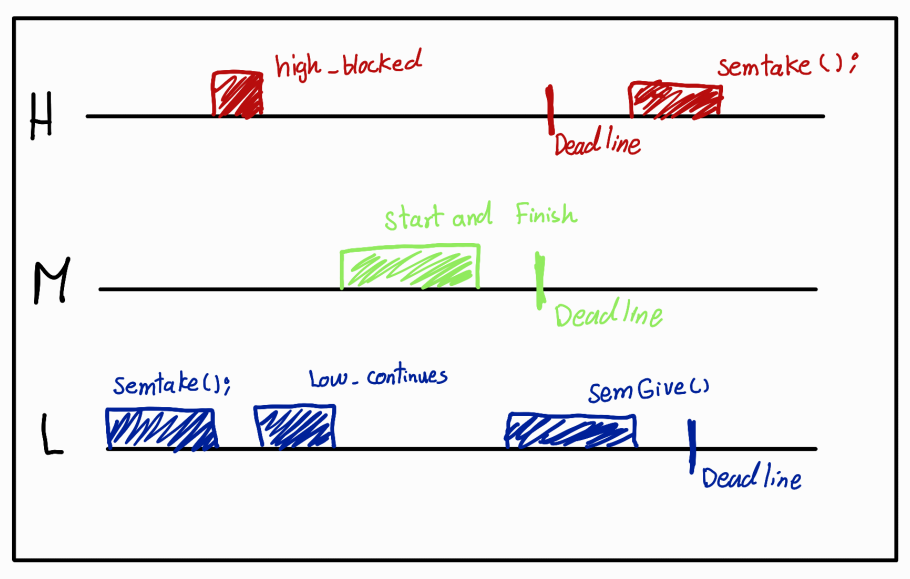 high_blocked
semtake();
H
Deadline
Start and Finish
M
Deadline
Semtake();
Low_continues
SemGive()
L
Deadline